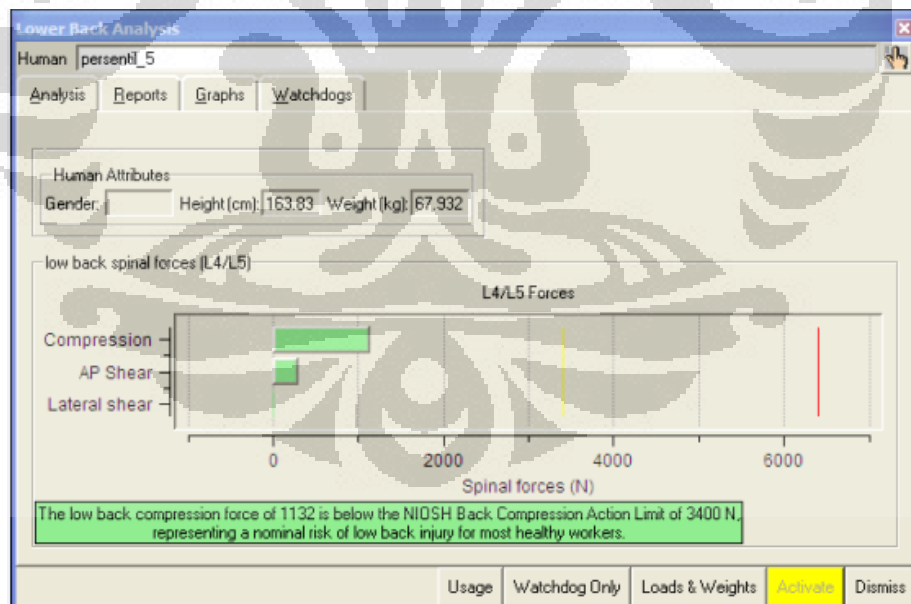 Lower Back Analysis
Human persentil_5
Analysis Reports Graphs Watchdogs
Human Attributes
Gender: Height (cm): 163.83 Weight (kg): 67.932
low back spinal forces (L4/L5)
L4/L5 Forces
Compression
AP Shear
Lateral shear
0 2000 4000 6000
Spinal forces (N)
The low back compression force of 1132 is below the NIOSH Back Compression Action Limit of 3400 N,
representing a nominal risk of low back injury for most healthy workers.
Usage Watchdog Only Loads & Weights Activate Dismiss